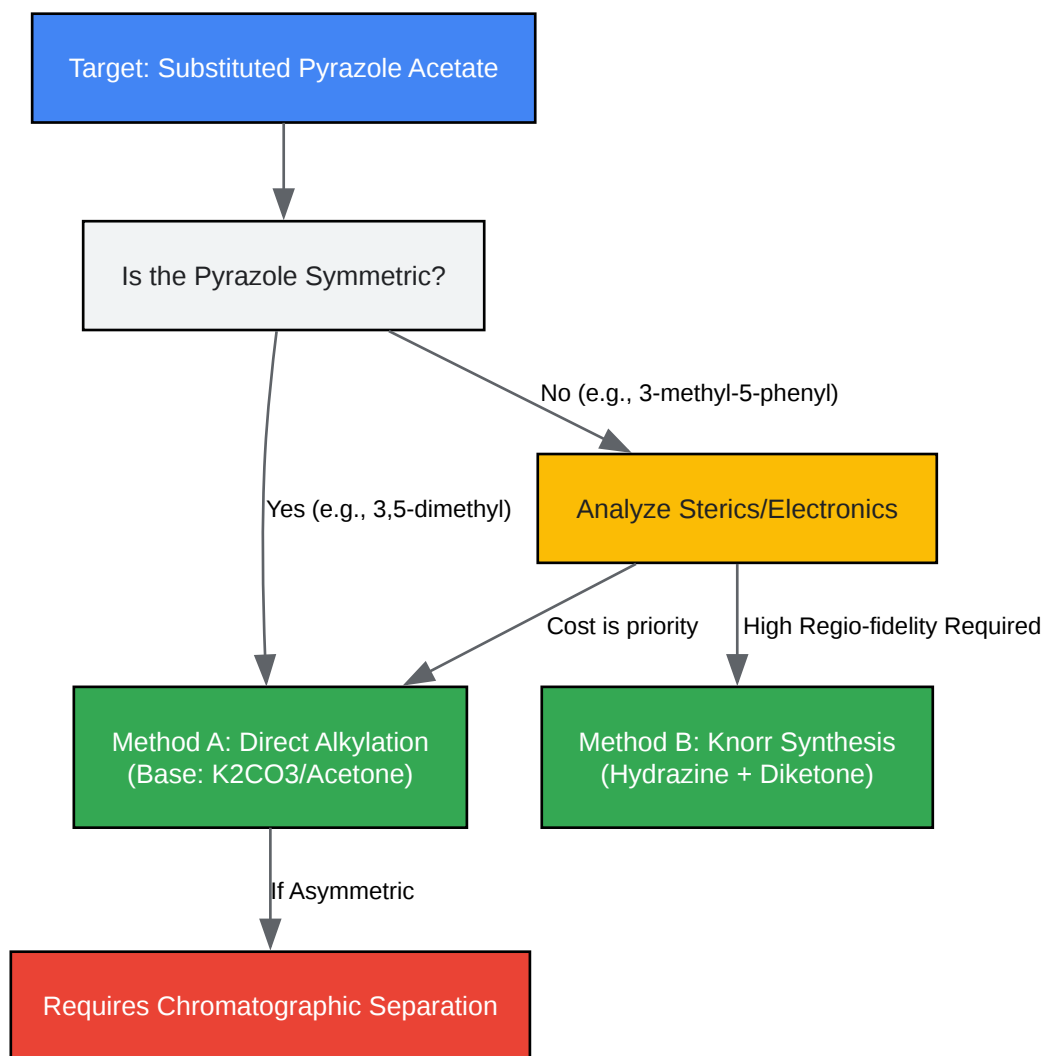 Target: Substituted Pyrazole Acetate
Is the Pyrazole Symmetric?
No (e.g., 3-methyl-5-phenyl)
Yes (e.g., 3,5-dimethyl)
Analyze Sterics/Electronics
Cost is priority
High Regio-fidelity Required
Method A: Direct Alkylation
(Base: K2CO3/Acetone)
Method B: Knorr Synthesis
(Hydrazine + Diketone)
If Asymmetric
Requires Chromatographic Separation